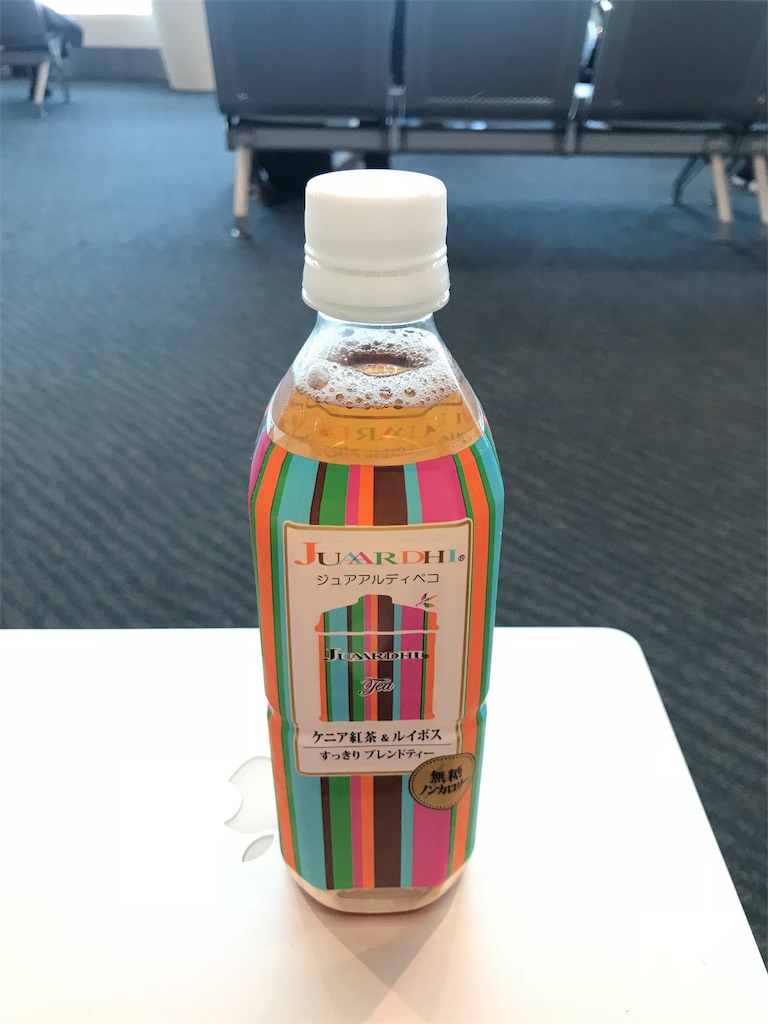 JUAARDHI®
ジュアアルディペコ
JUAARDHI®
Tea
ケニア紅茶 & ルイボス
すっきり ブレンドティー
無糖
ノンカロリー